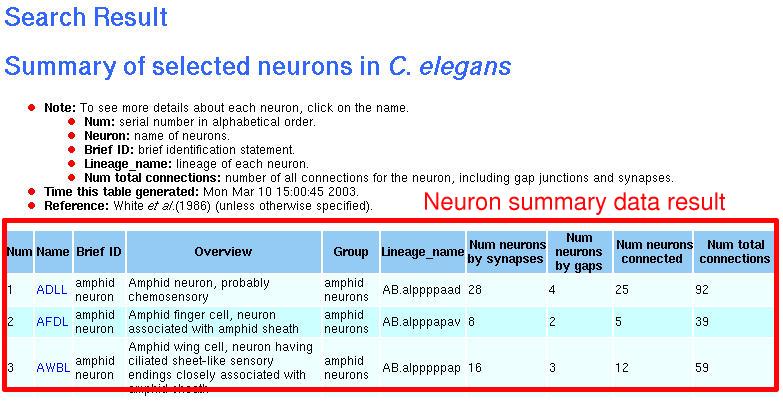 Search Result
Summary of selected neurons in C. elegans
Note: To see more details about each neuron, click on the name.
Num: serial number in alphabetical order.
Neuron: name of neurons.
Brief ID: brief identification statement.
Lineage_name: lineage of each neuron.
Num total connections: number of all connections for the neuron, including gap junctions and synapses.
Time this table generated: Mon Mar 10 15:00:45 2003.
Reference: White et al.(1986) (unless otherwise specified).
Neuron summary data result
Num Name Brief ID Overview Group Lineage_name Num neurons by synapses Num neurons by gaps Num neurons connected Num total connections
1 ADLL amphid neuron Amphid neuron, probably chemosensory amphid neurons AB.alppppaad 28 4 25 92
2 AFDL amphid neuron Amphid finger cell, neuron associated with amphid sheath amphid neurons AB.alpppapav 8 2 5 39
3 AWBL amphid neuron Amphid wing cell, neuron having ciliated sheet-like sensory endings closely associated with amphid sheath amphid neurons AB.alpppppap 16 3 12 59